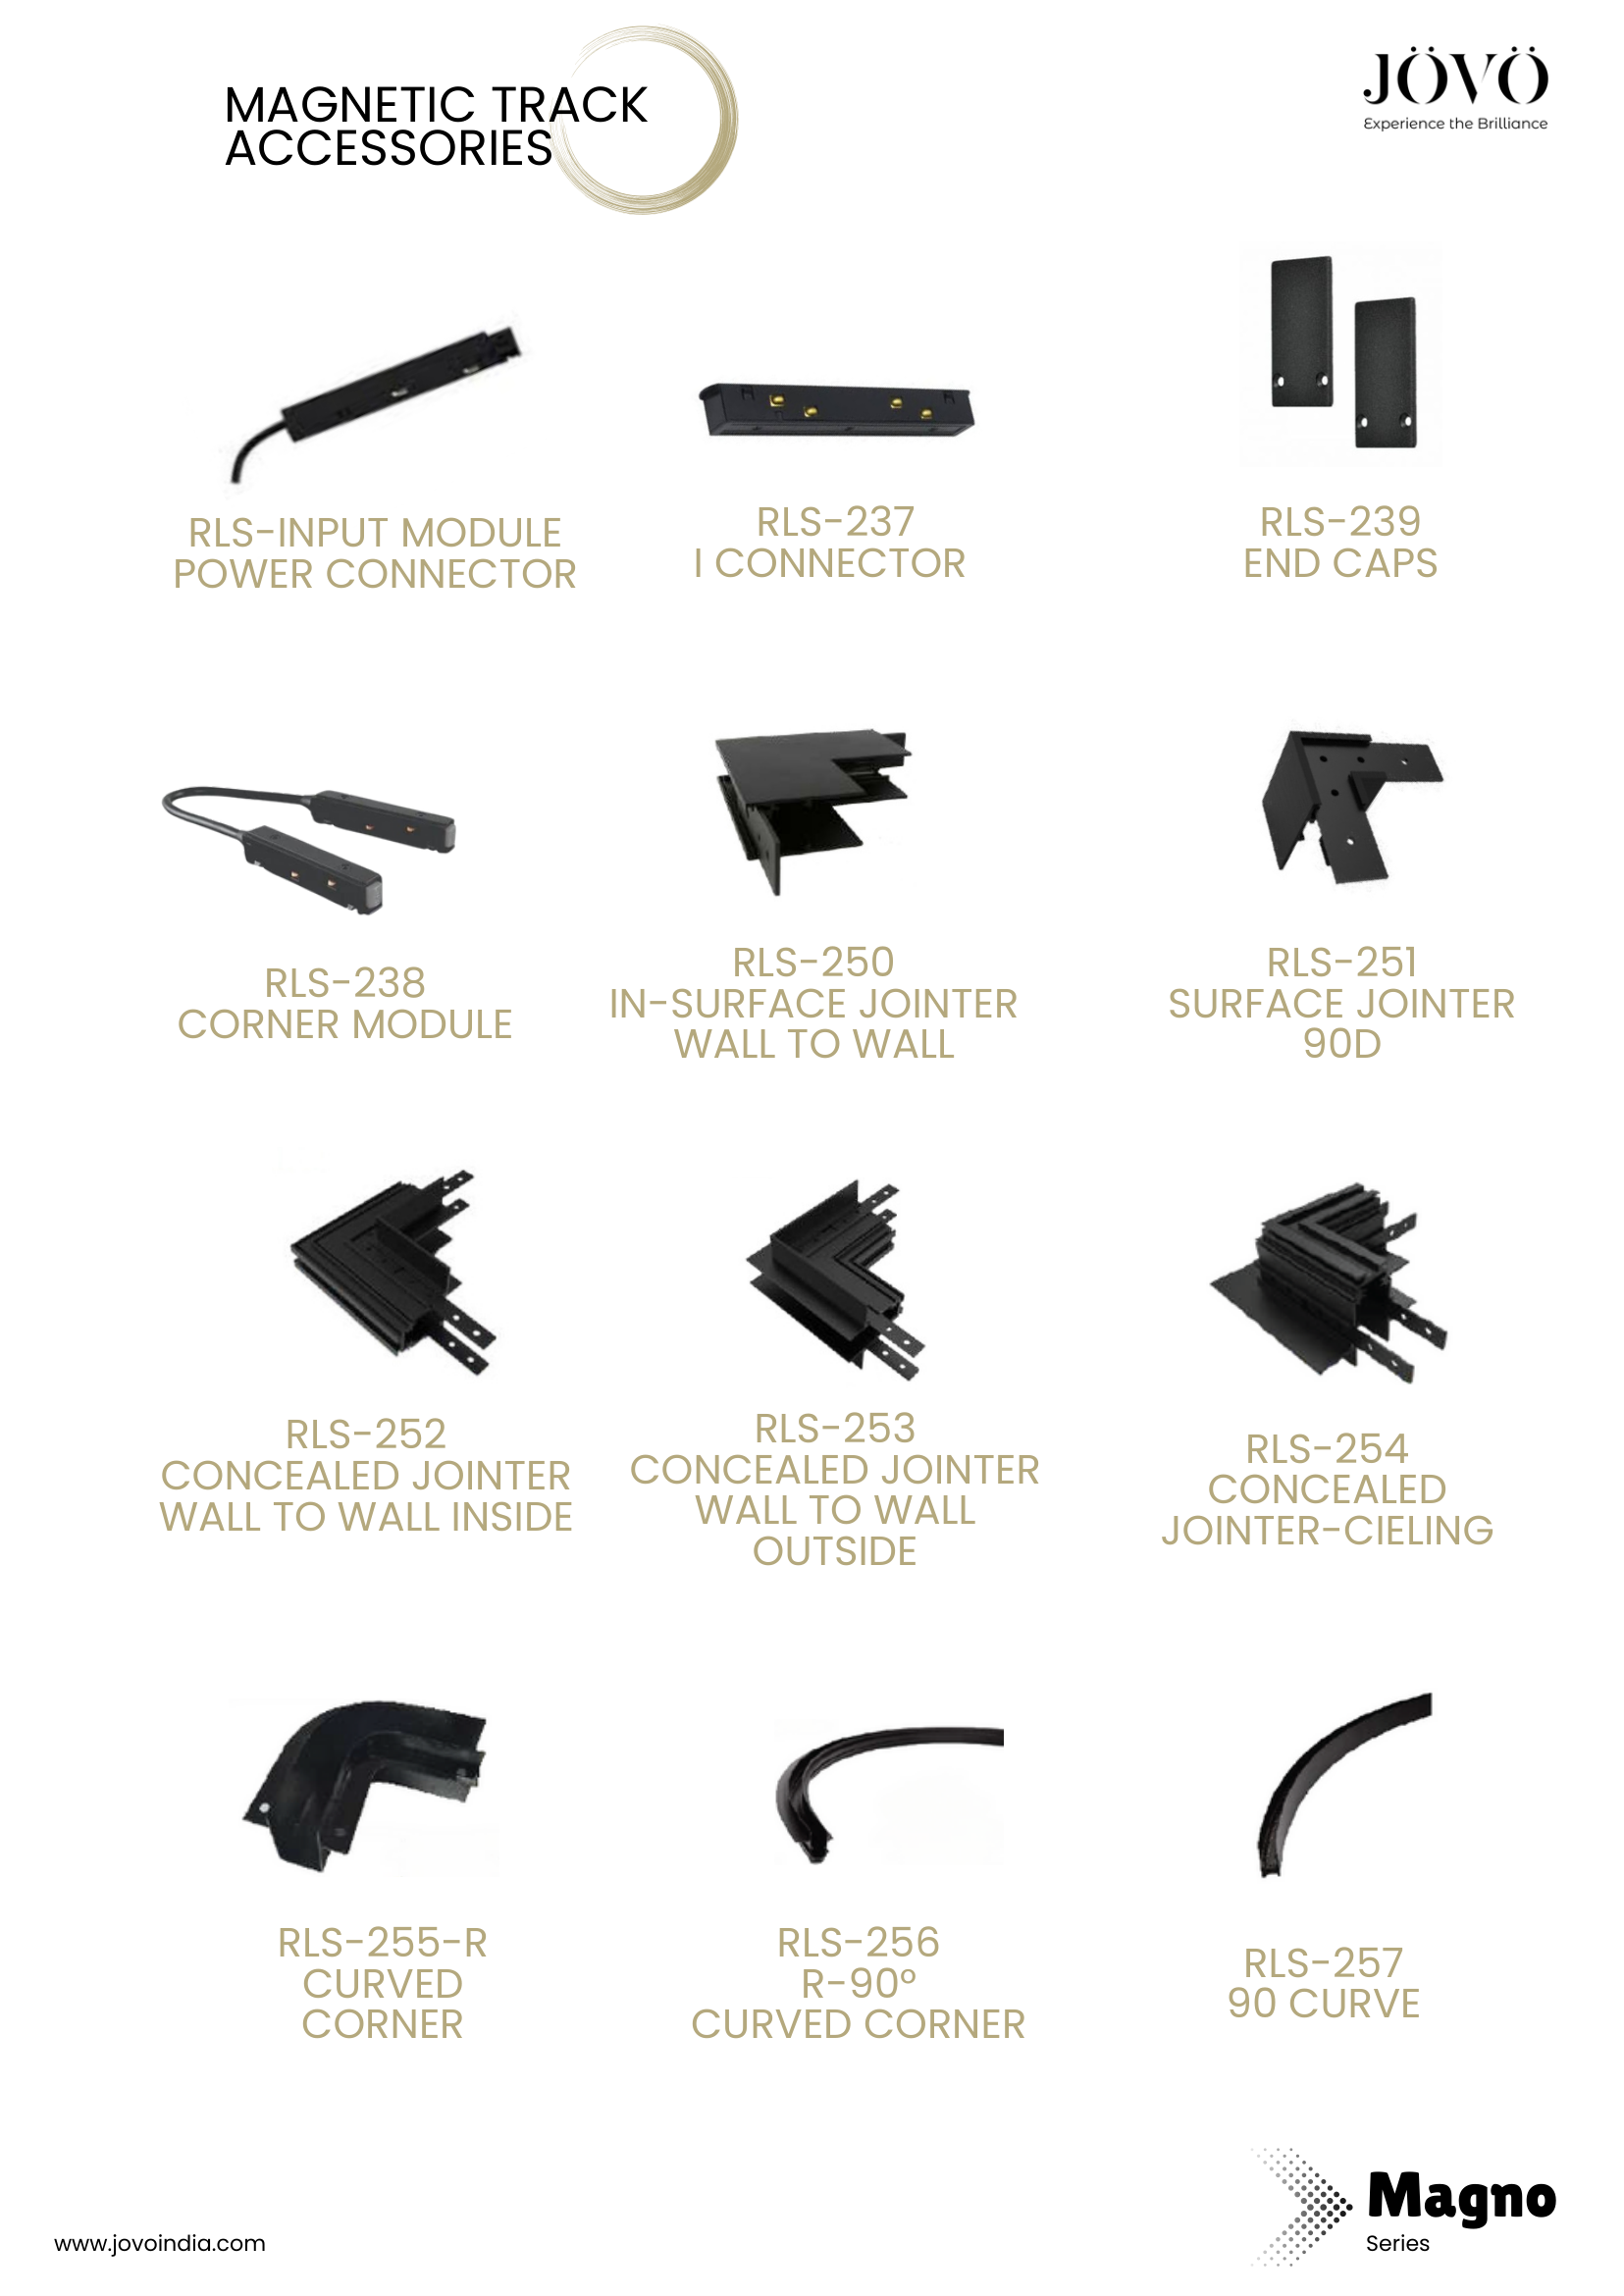 MAGNETIC TRACK
ACCESSORIES
JÖVÖ
Experience the Brilliance
RLS-INPUT MODULE
POWER CONNECTOR
RLS-237
I CONNECTOR
RLS-239
END CAPS
RLS-238
CORNER MODULE
RLS-250
IN-SURFACE JOINTER
WALL TO WALL
RLS-251
SURFACE JOINTER
90D
RLS-252
CONCEALED JOINTER
WALL TO WALL INSIDE
RLS-253
CONCEALED JOINTER
WALL TO WALL
OUTSIDE
RLS-254
CONCEALED
JOINTER-CIELING
RLS-255-R
CURVED
CORNER
RLS-256
R-90°
CURVED CORNER
RLS-257
90 CURVE
www.jovoindia.com
Magno
Series